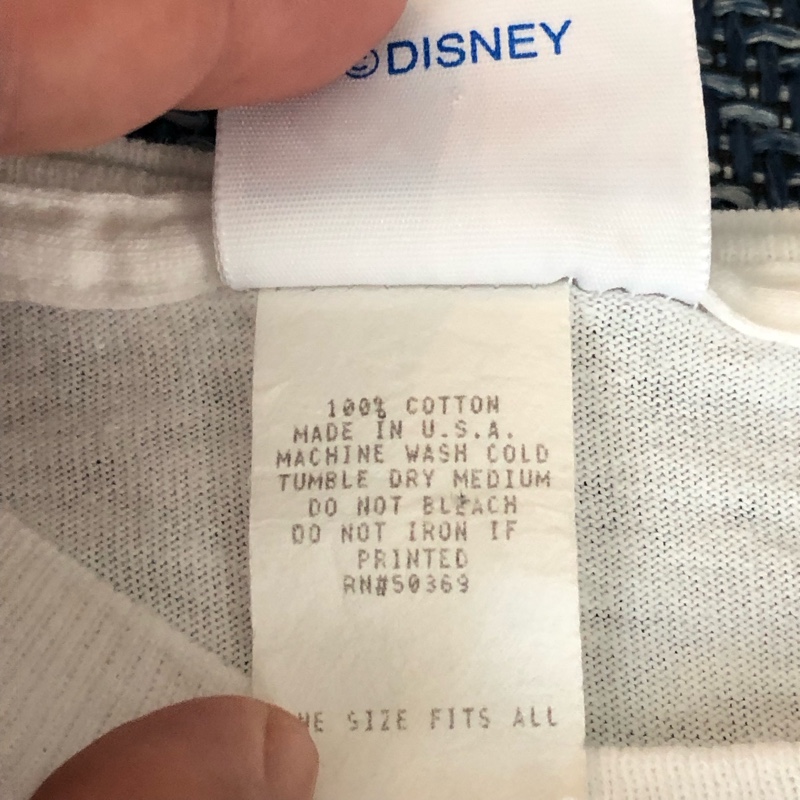 ©DISNEY
100% COTTON
MADE IN U.S.A.
MACHINE WASH COLD
TUMBLE DRY MEDIUM
DO NOT BLEACH
DO NOT IRON IF
PRINTED
RN#50369
SIZE FITS ALL